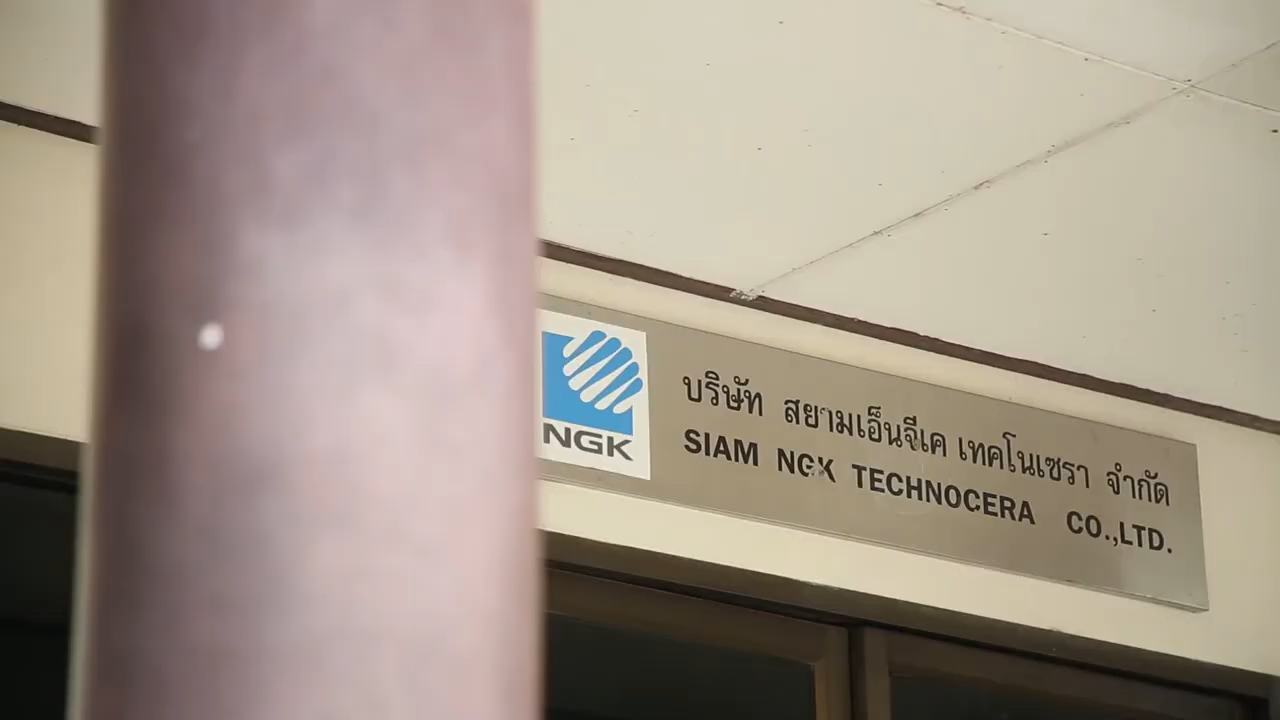 NGK
บริษัท สยามเอ็นจีเค เทคโนเซรา จำกัด
SIAM NGK TECHNOCERA CO.,LTD.